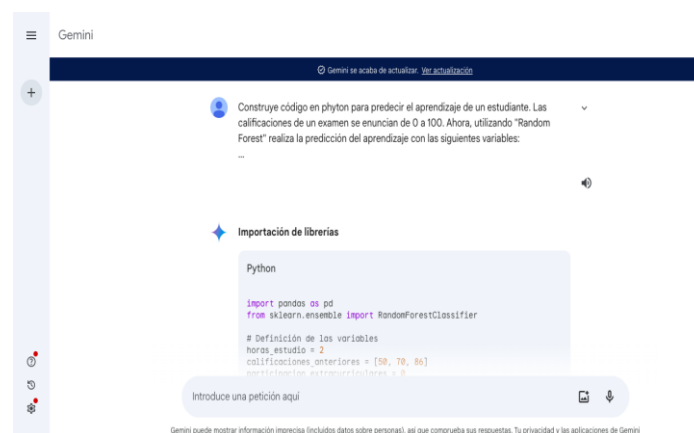 Gemini
Gemini se acaba de actualizar. Ver actualización
Construye código en phyton para predecir el aprendizaje de un estudiante. Las
calificaciones de un examen se enuncian de 0 a 100. Ahora, utilizando "Random
Forest" realiza la predicción del aprendizaje con las siguientes variables:
...
Importación de librerías
Python
import pandas as pd
from sklearn.ensemble import RandomForestClassifier
# Definición de las variables
horas_estudio = 2
calificaciones_anteriores = [50, 70, 86]
participacion_extracurriculares = 0
Introduce una petición aquí
Gemini puede mostrar información imprecisa (incluidos datos sobre personas), así que comprueba sus respuestas. Tu privacidad y las aplicaciones de Gemini